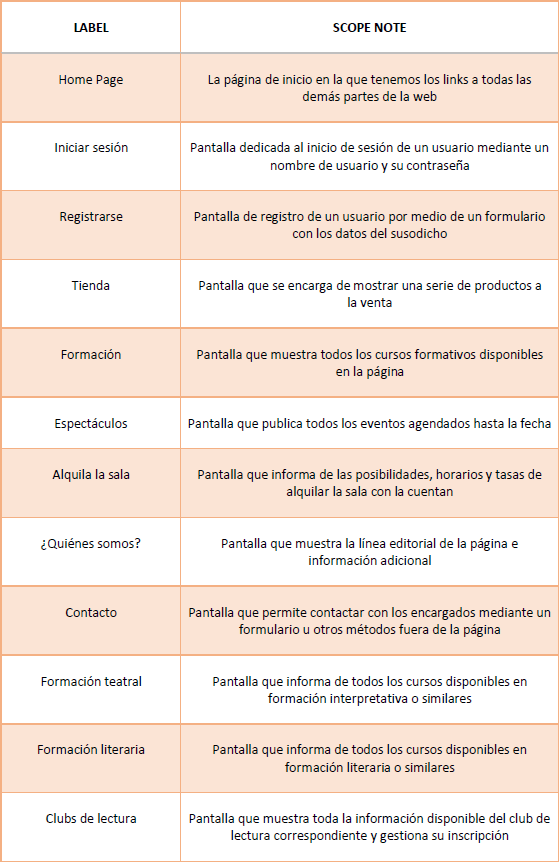 LABEL
SCOPE NOTE
Home Page
La página de inicio en la que tenemos los links a todas las
demás partes de la web
Iniciar sesión
Pantalla dedicada al inicio de sesión de un usuario mediante un
nombre de usuario y su contraseña
Registrarse
Pantalla de registro de un usuario por medio de un formulario
con los datos del susodicho
Tienda
Pantalla que se encarga de mostrar una serie de productos a
la venta
Formación
Pantalla que muestra todos los cursos formativos disponibles
en la página
Espectáculos
Pantalla que publica todos los eventos agendados hasta la fecha
Alquila la sala
Pantalla que informa de las posibilidades, horarios y tasas de
alquilar la sala con la cuentan
¿Quiénes somos?
Pantalla que muestra la línea editorial de la página e
información adicional
Contacto
Pantalla que permite contactar con los encargados mediante un
formulario u otros métodos fuera de la página
Formación teatral
Pantalla que informa de todos los cursos disponibles en
formación interpretativa o similares
Formación literaria
Pantalla que informa de todos los cursos disponibles en
formación literaria o similares
Clubs de lectura
Pantalla que muestra toda la información disponible del club de
lectura correspondiente y gestiona su inscripción